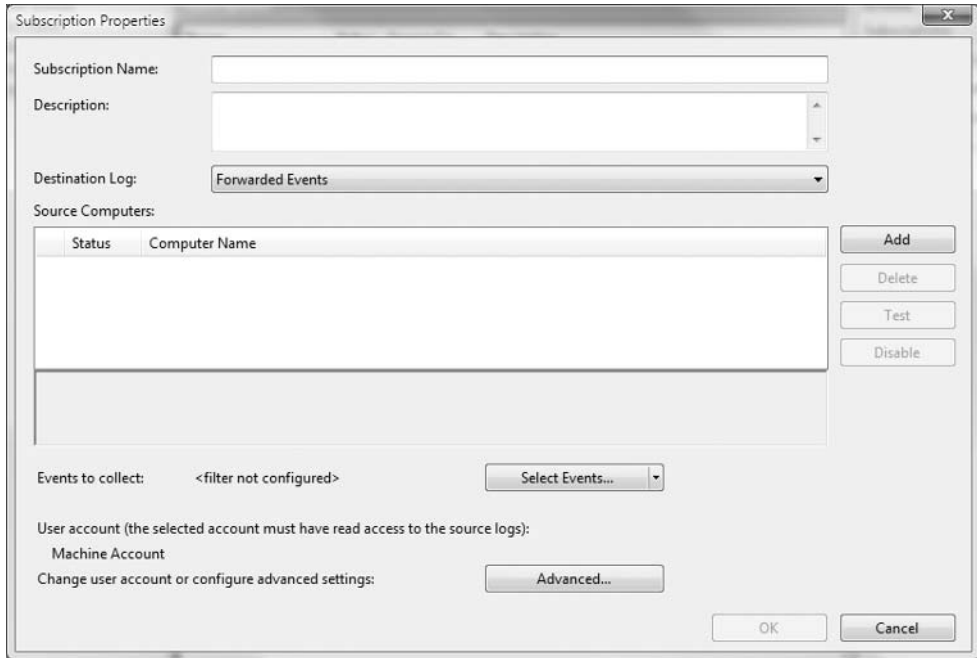 Subscription Properties
Subscription Name:
Description:
Destination Log:
Forwarded Events
Source Computers:
Status
Computer Name
Add
Delete
Test
Disable
Events to collect:
<filter not configured>
Select Events...
User account (the selected account must have read access to the source logs):
Machine Account
Change user account or configure advanced settings:
Advanced...
OK
Cancel